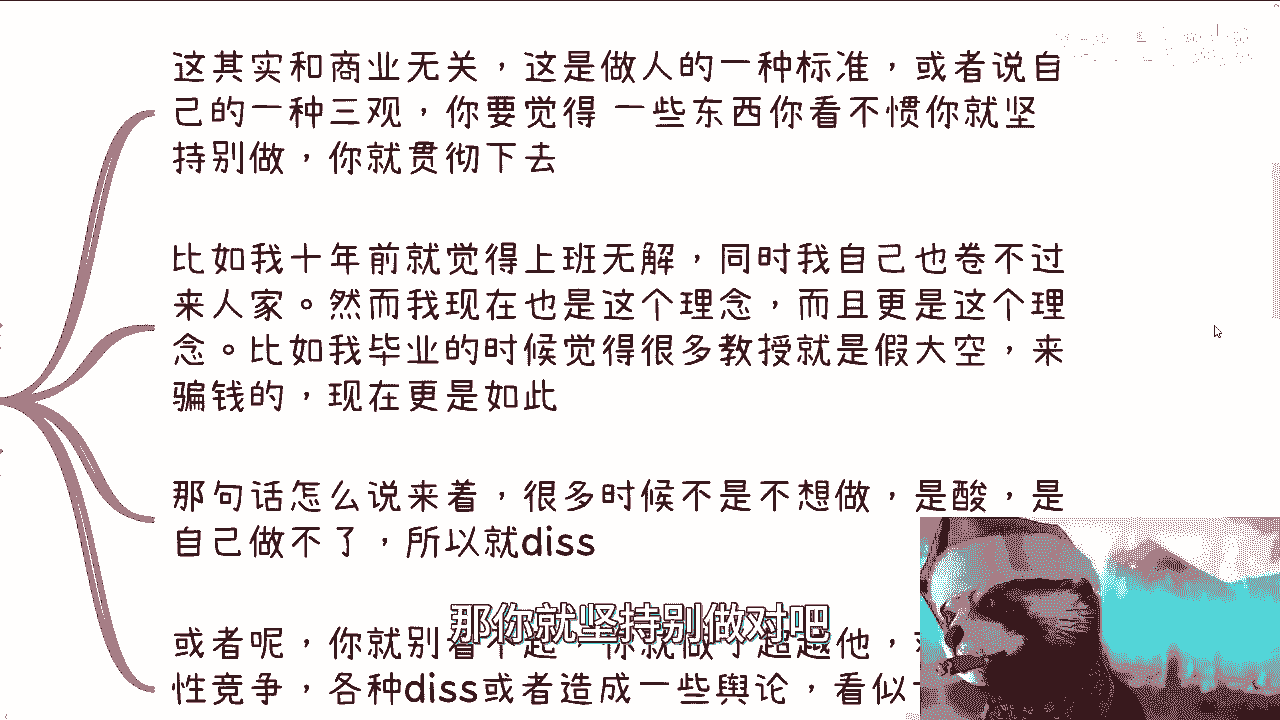 这其实和商业无关，这是做人的一种标准，或者说自
己的一种三观，你要觉得 一些东西你看不惯你就坚
持别做，你就贯彻下去
比如我十年前就觉得上班无解，同时我自己也卷不过
来人家。然而我现在也是这个理念，而且更是这个理
念。比如我毕业的时候觉得很多教授就是假大空，来
骗钱的，现在更是如此
那句话怎么说来着，很多时候不是不想做，是酸，是
自己做不了，所以就diss
或者呢，你就别看不起，你就做了超越他，
性竞争，各种diss或者造成一些舆论，看似
那你就坚持别做对吧